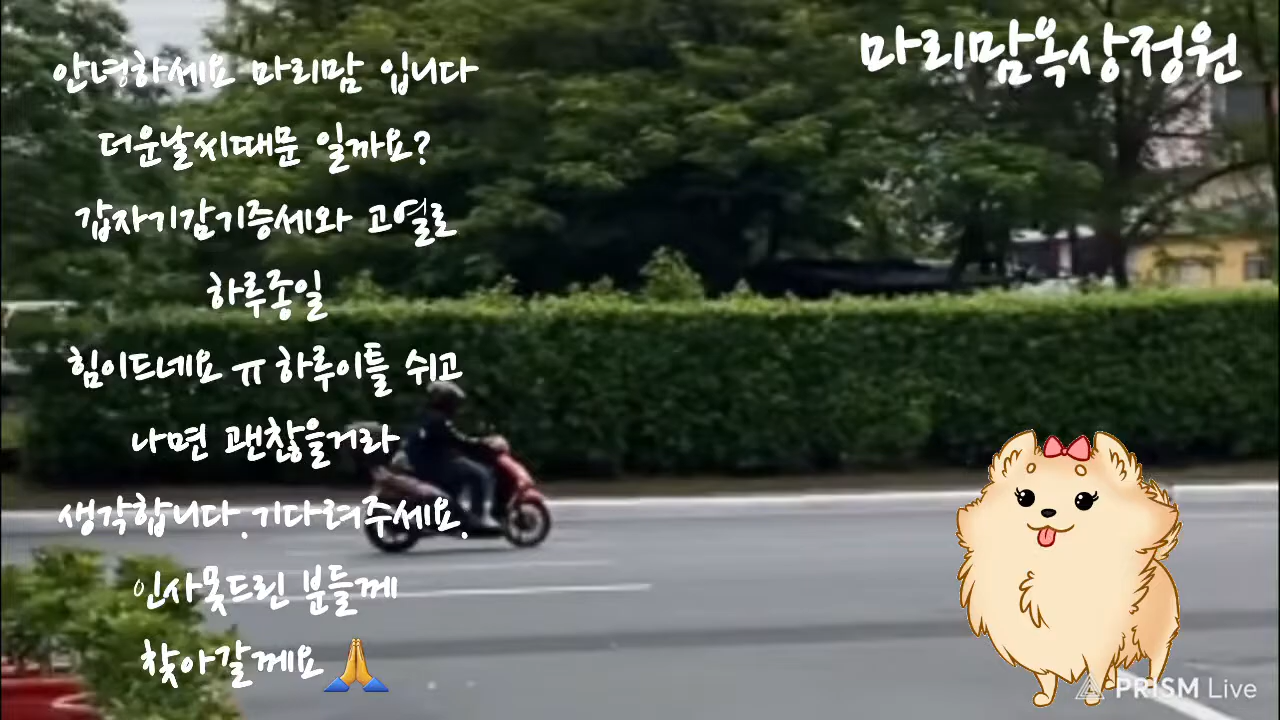 마리맘옥상정원
안녕하세요 마리맘 입니다
더운날씨때문 일까요?
갑자기감기증세와 고열로
하루종일
힘이드네요 ㅠ 하루이틀 쉬고
나면 괜찮을거라
생각합니다. 기다려주세요.
인사못드린 분들께
찾아갈께요 🙏
PRISM Live